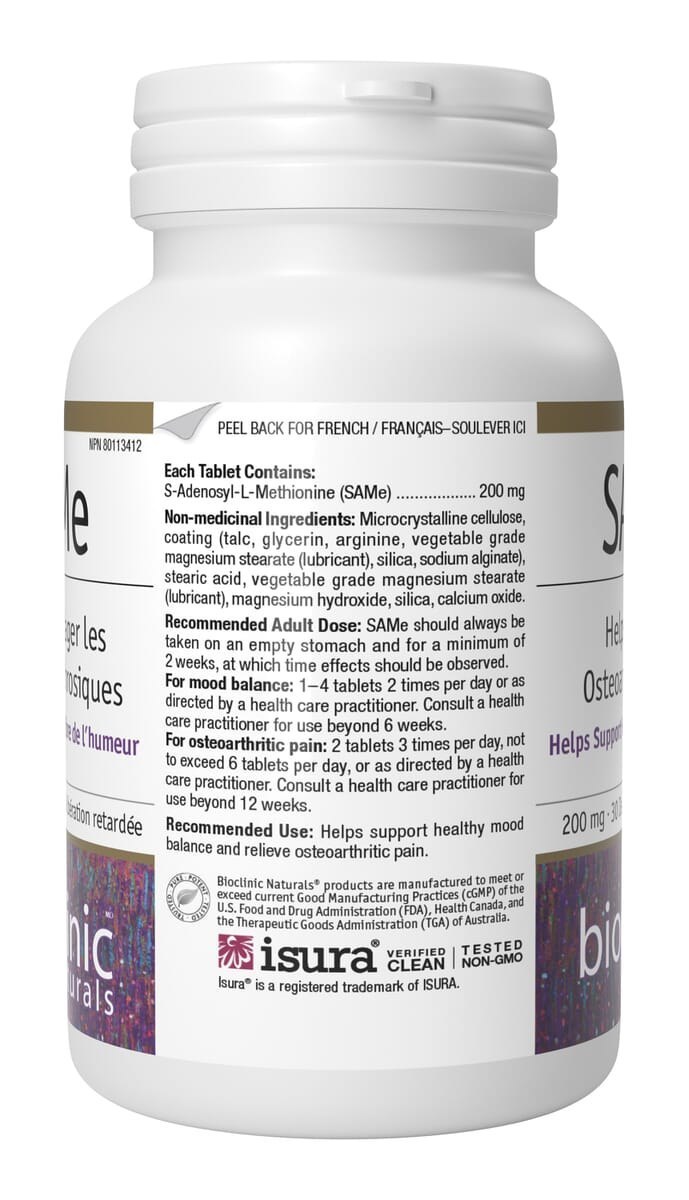 PEEL BACK FOR FRENCH / FRANÇAIS–SOULEVER ICI
NPN 80113412
Each Tablet Contains:
S-Adenosyl-L-Methionine (SAMe) .................. 200 mg
Non-medicinal Ingredients: Microcrystalline cellulose,
coating (talc, glycerin, arginine, vegetable grade
magnesium stearate (lubricant), silica, sodium alginate),
stearic acid, vegetable grade magnesium stearate
(lubricant), magnesium hydroxide, silica, calcium oxide.
Recommended Adult Dose: SAMe should always be
taken on an empty stomach and for a minimum of
2 weeks, at which time effects should be observed.
For mood balance: 1–4 tablets 2 times per day or as
directed by a health care practitioner. Consult a health
care practitioner for use beyond 6 weeks.
For osteoarthritic pain: 2 tablets 3 times per day, not
to exceed 6 tablets per day, or as directed by a health
care practitioner. Consult a health care practitioner for
use beyond 12 weeks.
Recommended Use: Helps support healthy mood
balance and relieve osteoarthritic pain.
PURE · POTENT · TESTED · TRUSTED
Bioclinic Naturals® products are manufactured to meet or
exceed current Good Manufacturing Practices (cGMP) of the
U.S. Food and Drug Administration (FDA), Health Canada, and
the Therapeutic Goods Administration (TGA) of Australia.
isura® VERIFIED CLEAN | TESTED NON-GMO
Isura® is a registered trademark of ISURA.
les
de l'humeur
retardée
Helps
200 mg · 30